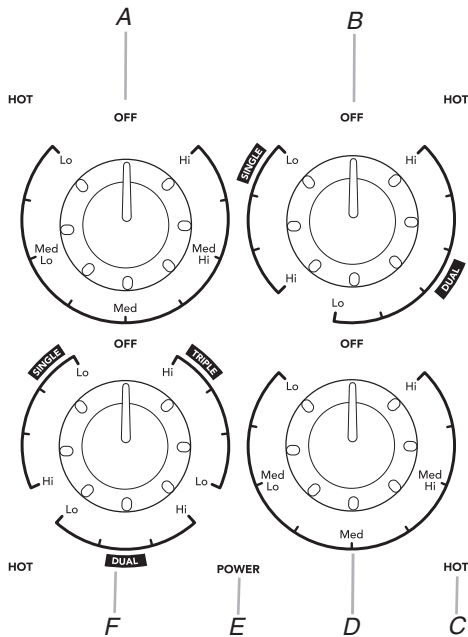 A B
HOT HOT
OFF OFF
Lo Hi SINGLE Lo Hi
Med Lo Med Hi
Med
Hi Lo DUAL
OFF OFF
SINGLE Lo Hi TRIPLE Lo Hi
Hi Lo Med Lo Med Hi
Lo Hi
Med
DUAL
HOT POWER HOT
F E D C